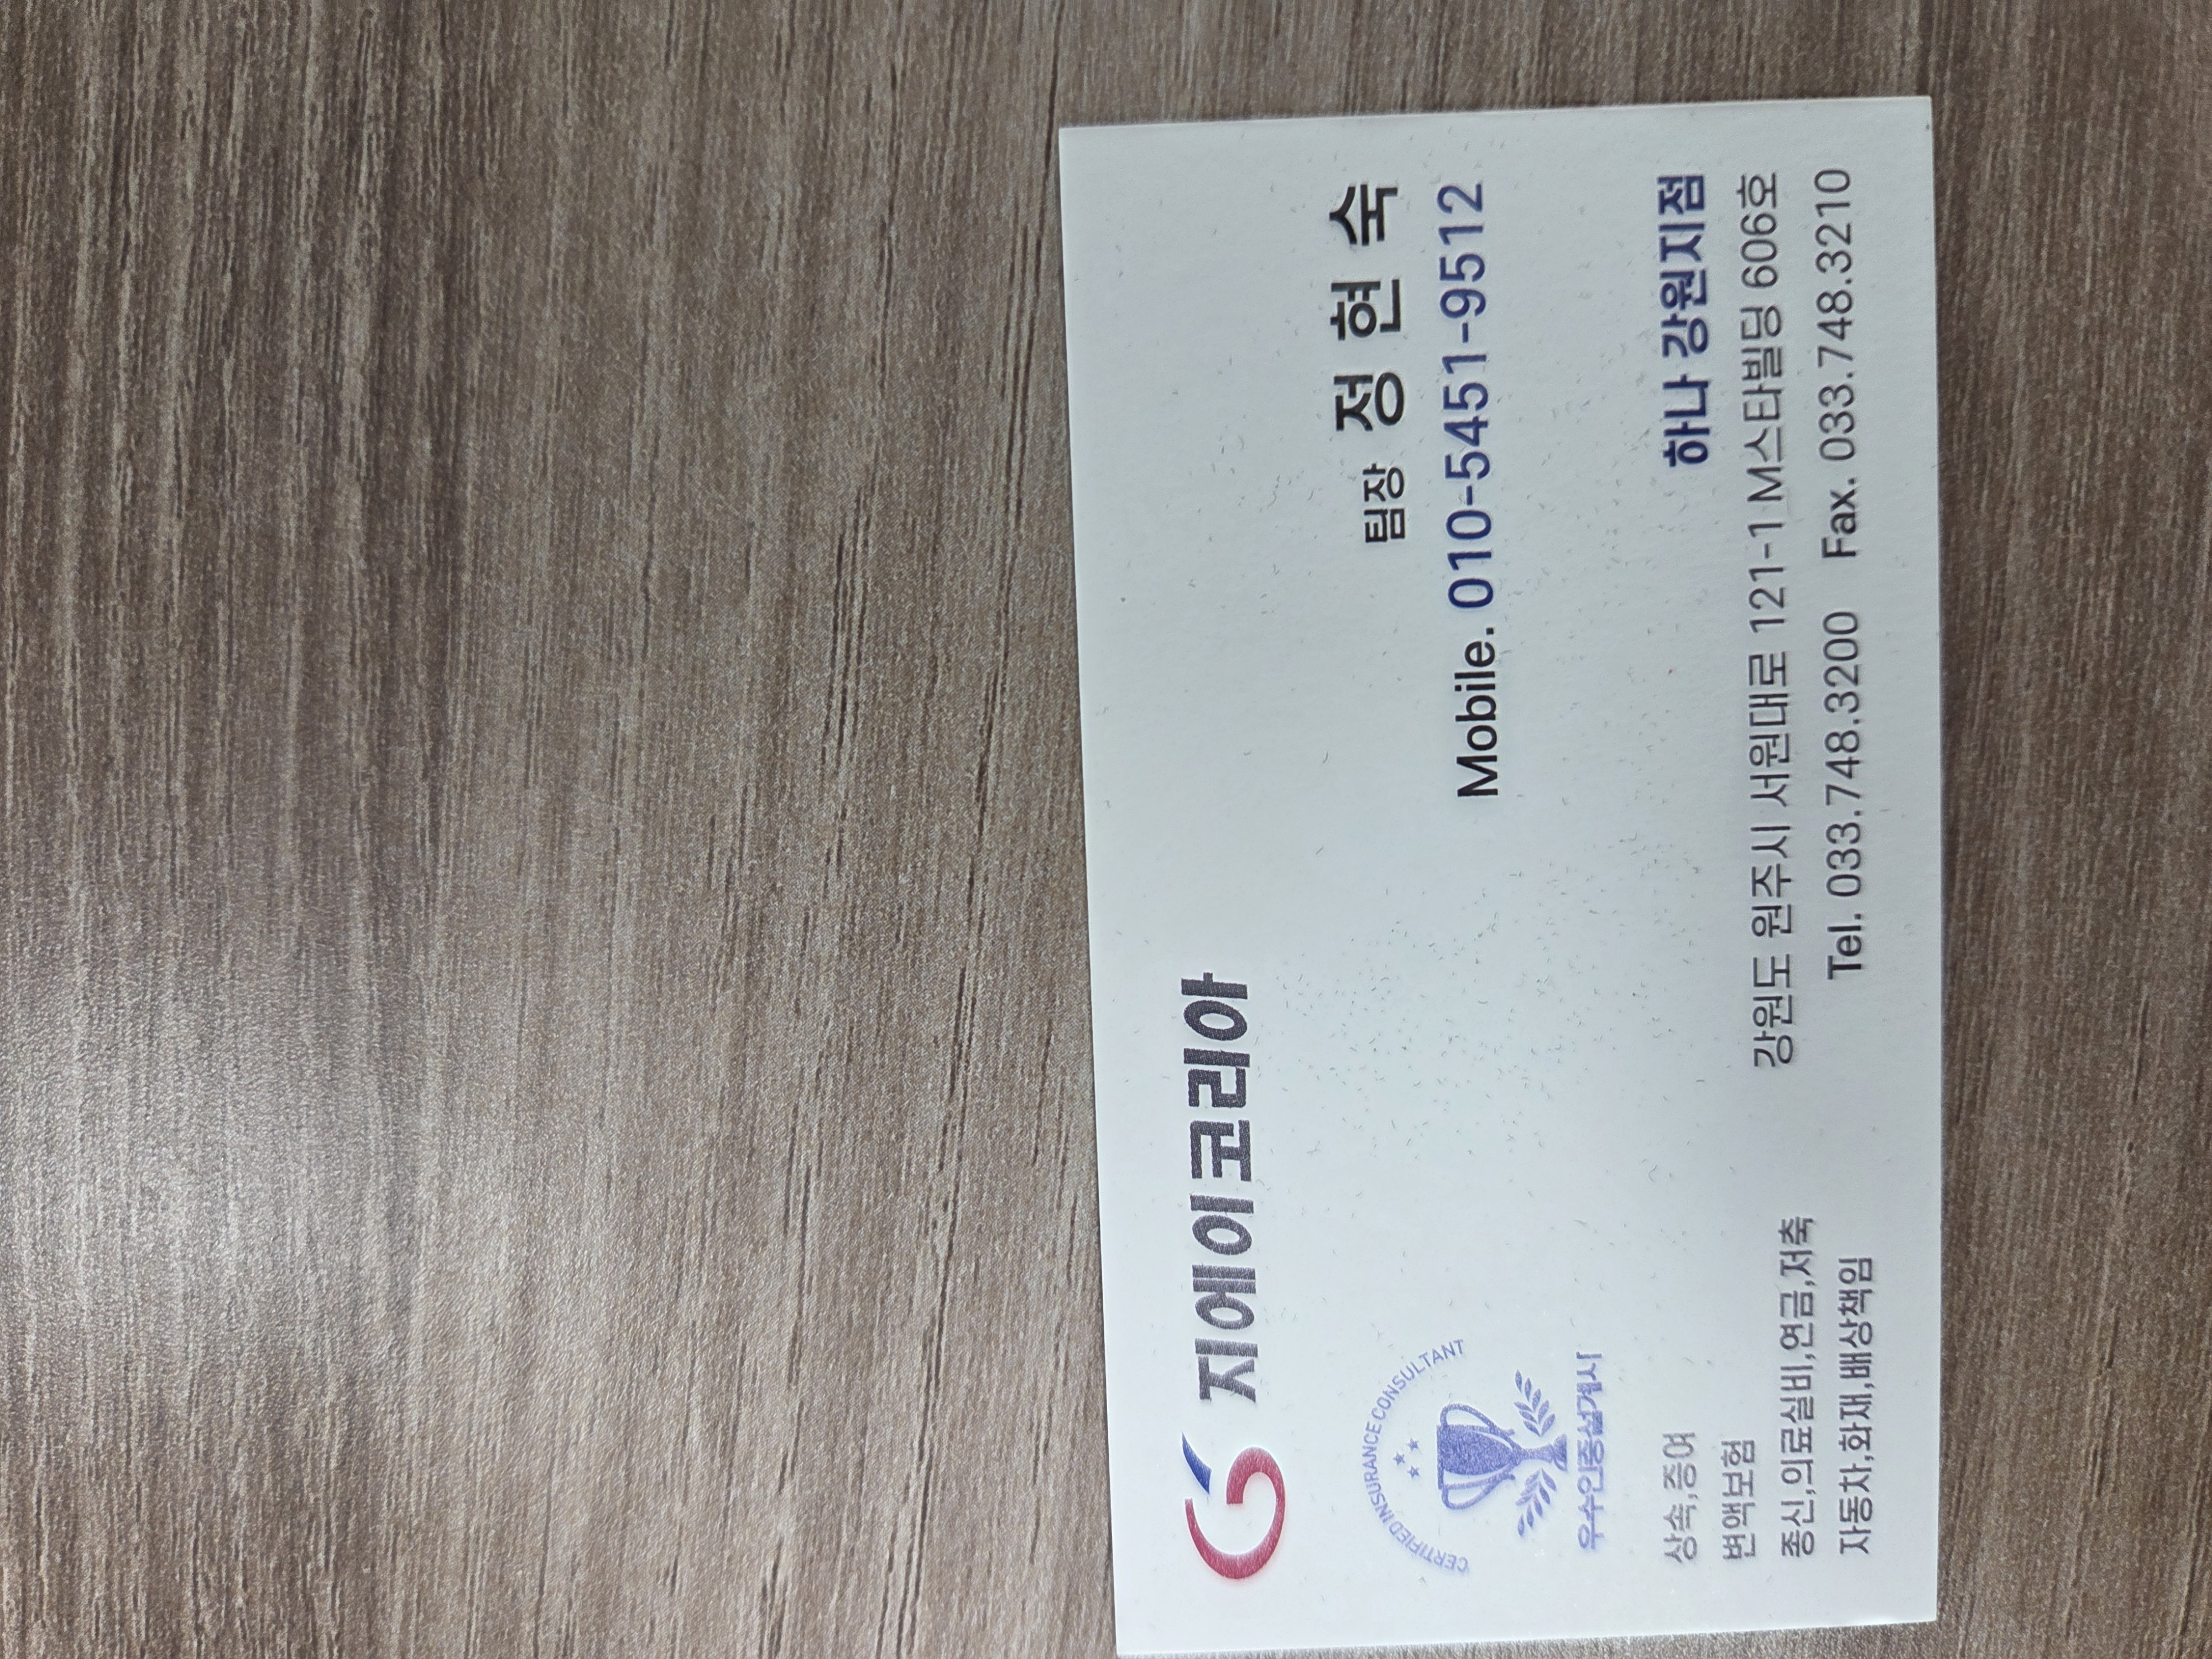 지에이코리아
CERTIFIED INSURANCE CONSULTANT
우수인증설계사
팀장 정현숙
Mobile. 010-5451-9512
상속,증여
변액보험
종신,의료실비,연금,저축
자동차,화재,배상책임
하나 강원지점
강원도 원주시 서원대로 121-1 M스타빌딩 606호
Tel. 033.748.3200 Fax. 033.748.3210